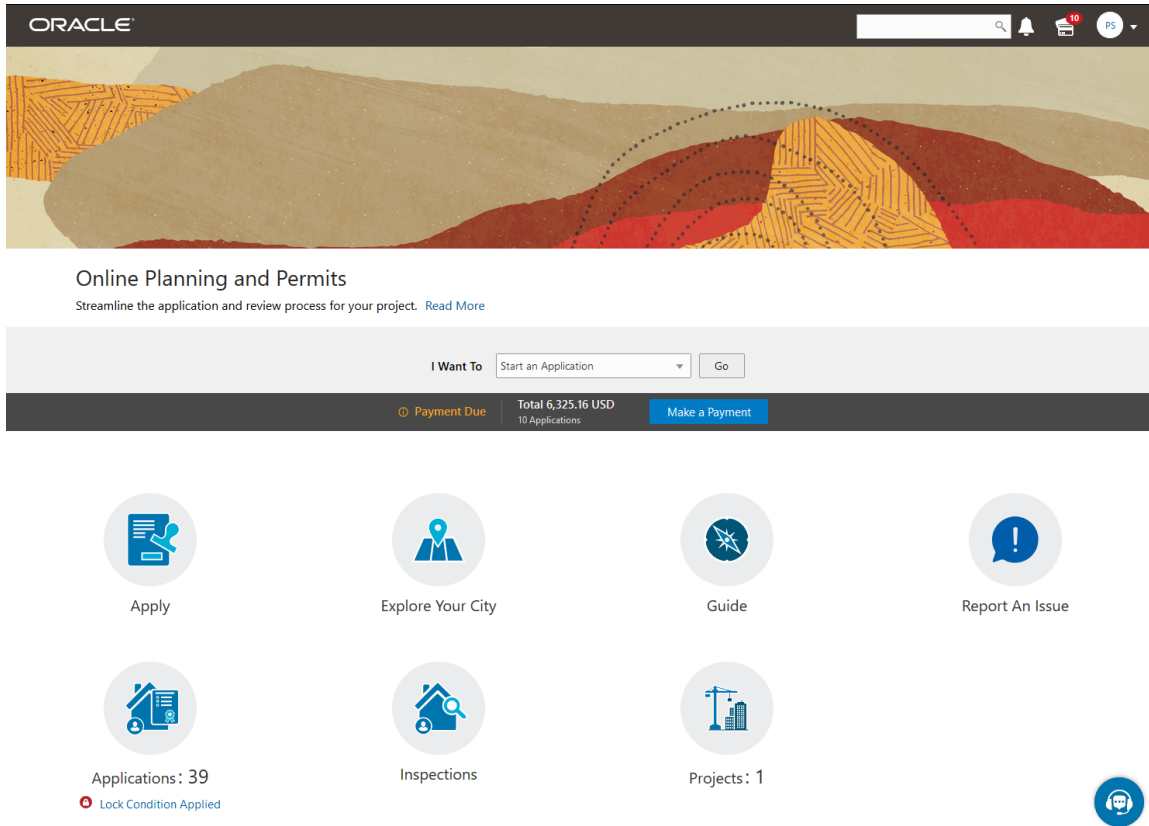 ORACLE
10
PS
Online Planning and Permits
Streamline the application and review process for your project. Read More
I Want To Start an Application Go
Payment Due Total 6,325.16 USD Make a Payment
10 Applications
Apply Explore Your City Guide Report An Issue
Applications: 39 Inspections Projects: 1
Lock Condition Applied